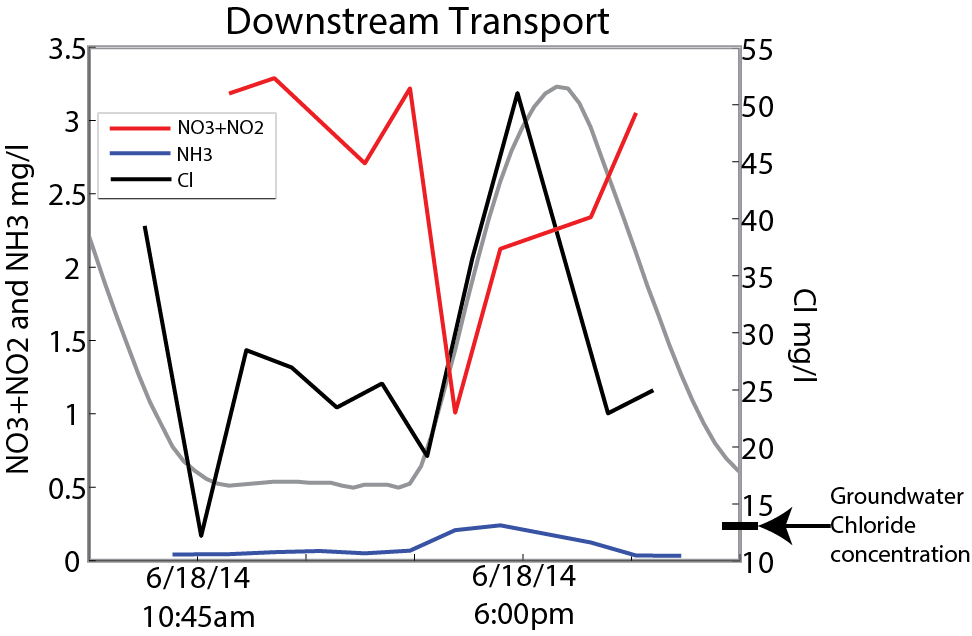 Downstream Transport
3.5
3
2.5
2
1.5
1
0.5
0
NO3+NO2 and NH3 mg/l
NO3+NO2
NH3
Cl
55
50
45
40
35
30
25
20
15
10
Cl mg/l
Groundwater
Chloride
concentration
6/18/14
10:45am
6/18/14
6:00pm